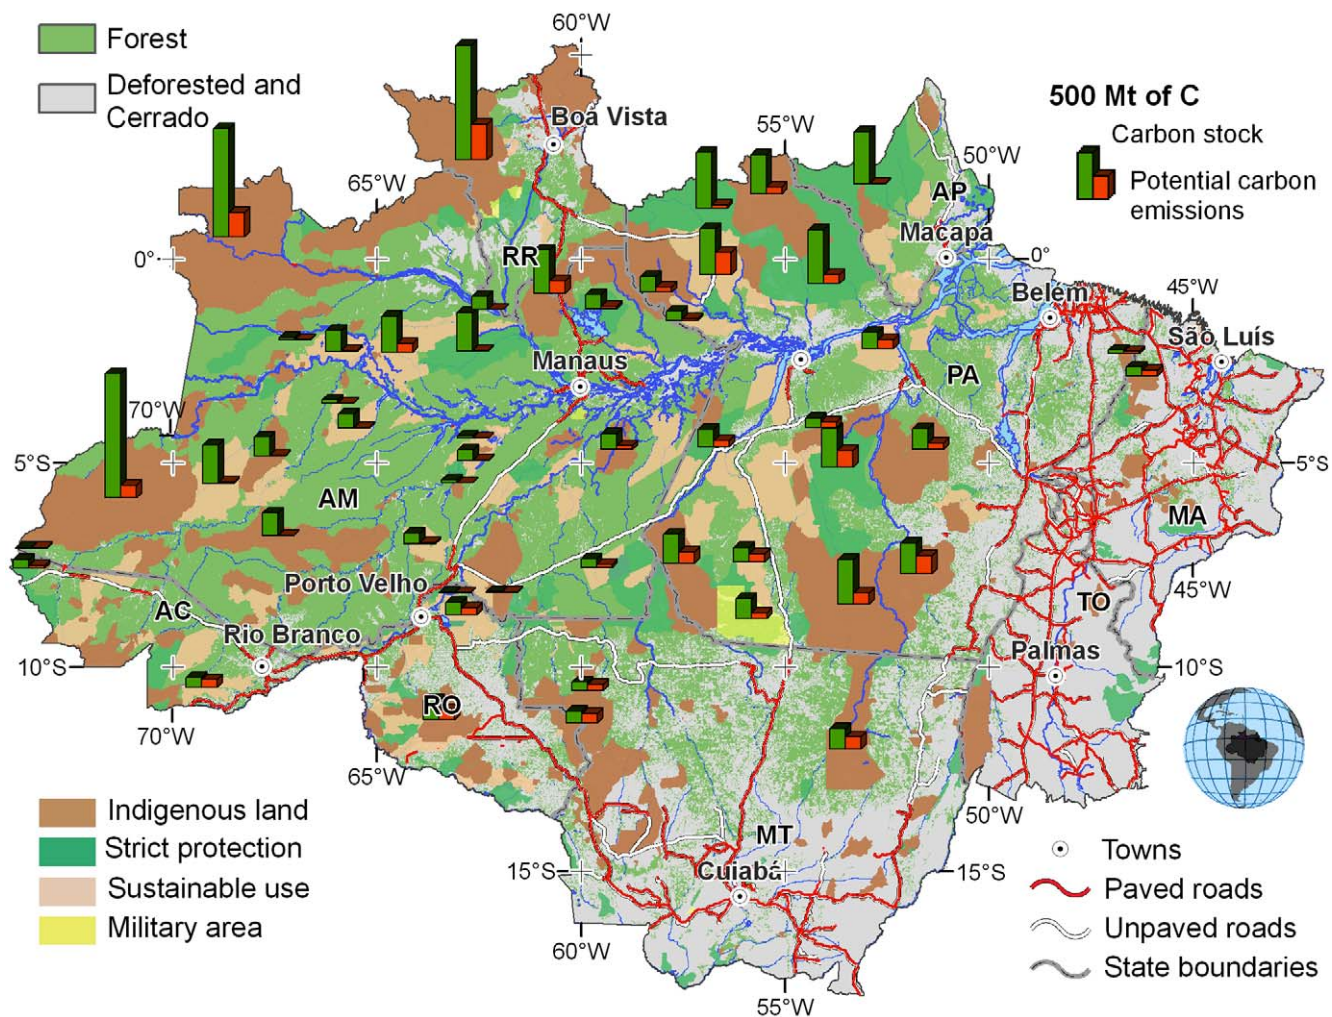 60°W
Forest
Deforested and
Cerrado
500 Mt of C
Carbon stock
Potential carbon
emissions
Boá Vista
55°W
50°W
65°W
AP
Macapá
RR
0°
0°
Belem
45°W
São Luís
Manaus
PA
70°W
5°S
5°S
AM
MA
Porto Velho
45°W
AC
TO
Rio Branco
Palmas
10°S
10°S
RO
70°W
65°W
50°W
Indigenous land
Strict protection
Sustainable use
Military area
MT
Cuiabá
15°S
15°S
60°W
55°W
Towns
Paved roads
Unpaved roads
State boundaries